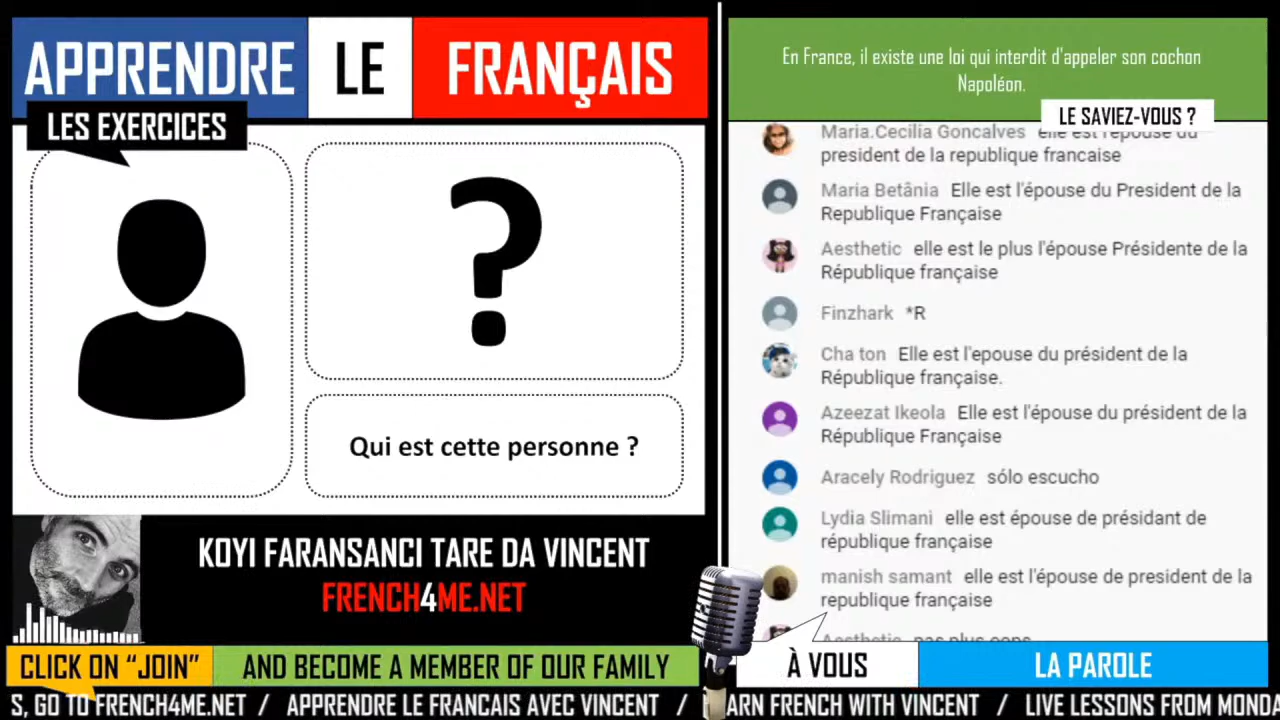 APPRENDRE LE FRANÇAIS
LES EXERCICES
?
Qui est cette personne ?
KOYI FARANSANCI TARE DA VINCENT
FRENCH4ME.NET
CLICK ON “JOIN” AND BECOME A MEMBER OF OUR FAMILY
En France, il existe une loi qui interdit d'appeler son cochon
Napoléon.
LE SAVIEZ-VOUS ?
Maria.Cecilia Goncalves elle est l'epouse du
president de la republique francaise
Maria Betânia Elle est l'épouse du President de la
Republique Française
Aesthetic elle est le plus l'épouse Présidente de la
République française
Finzhark *R
Cha ton Elle est l'epouse du président de la
République française.
Azeezat Ikeola Elle est l'épouse du président de la
République Française
Aracely Rodriguez sólo escucho
Lydia Slimani elle est épouse de présidant de
république française
manish samant elle est l'épouse de president de la
republique française
Aesthetic pas plus
À VOUS LA PAROLE
S, GO TO FRENCH4ME.NET / APPRENDRE LE FRANCAIS AVEC VINCENT / ARN FRENCH WITH VINCENT / LIVE LESSONS FROM MONDA